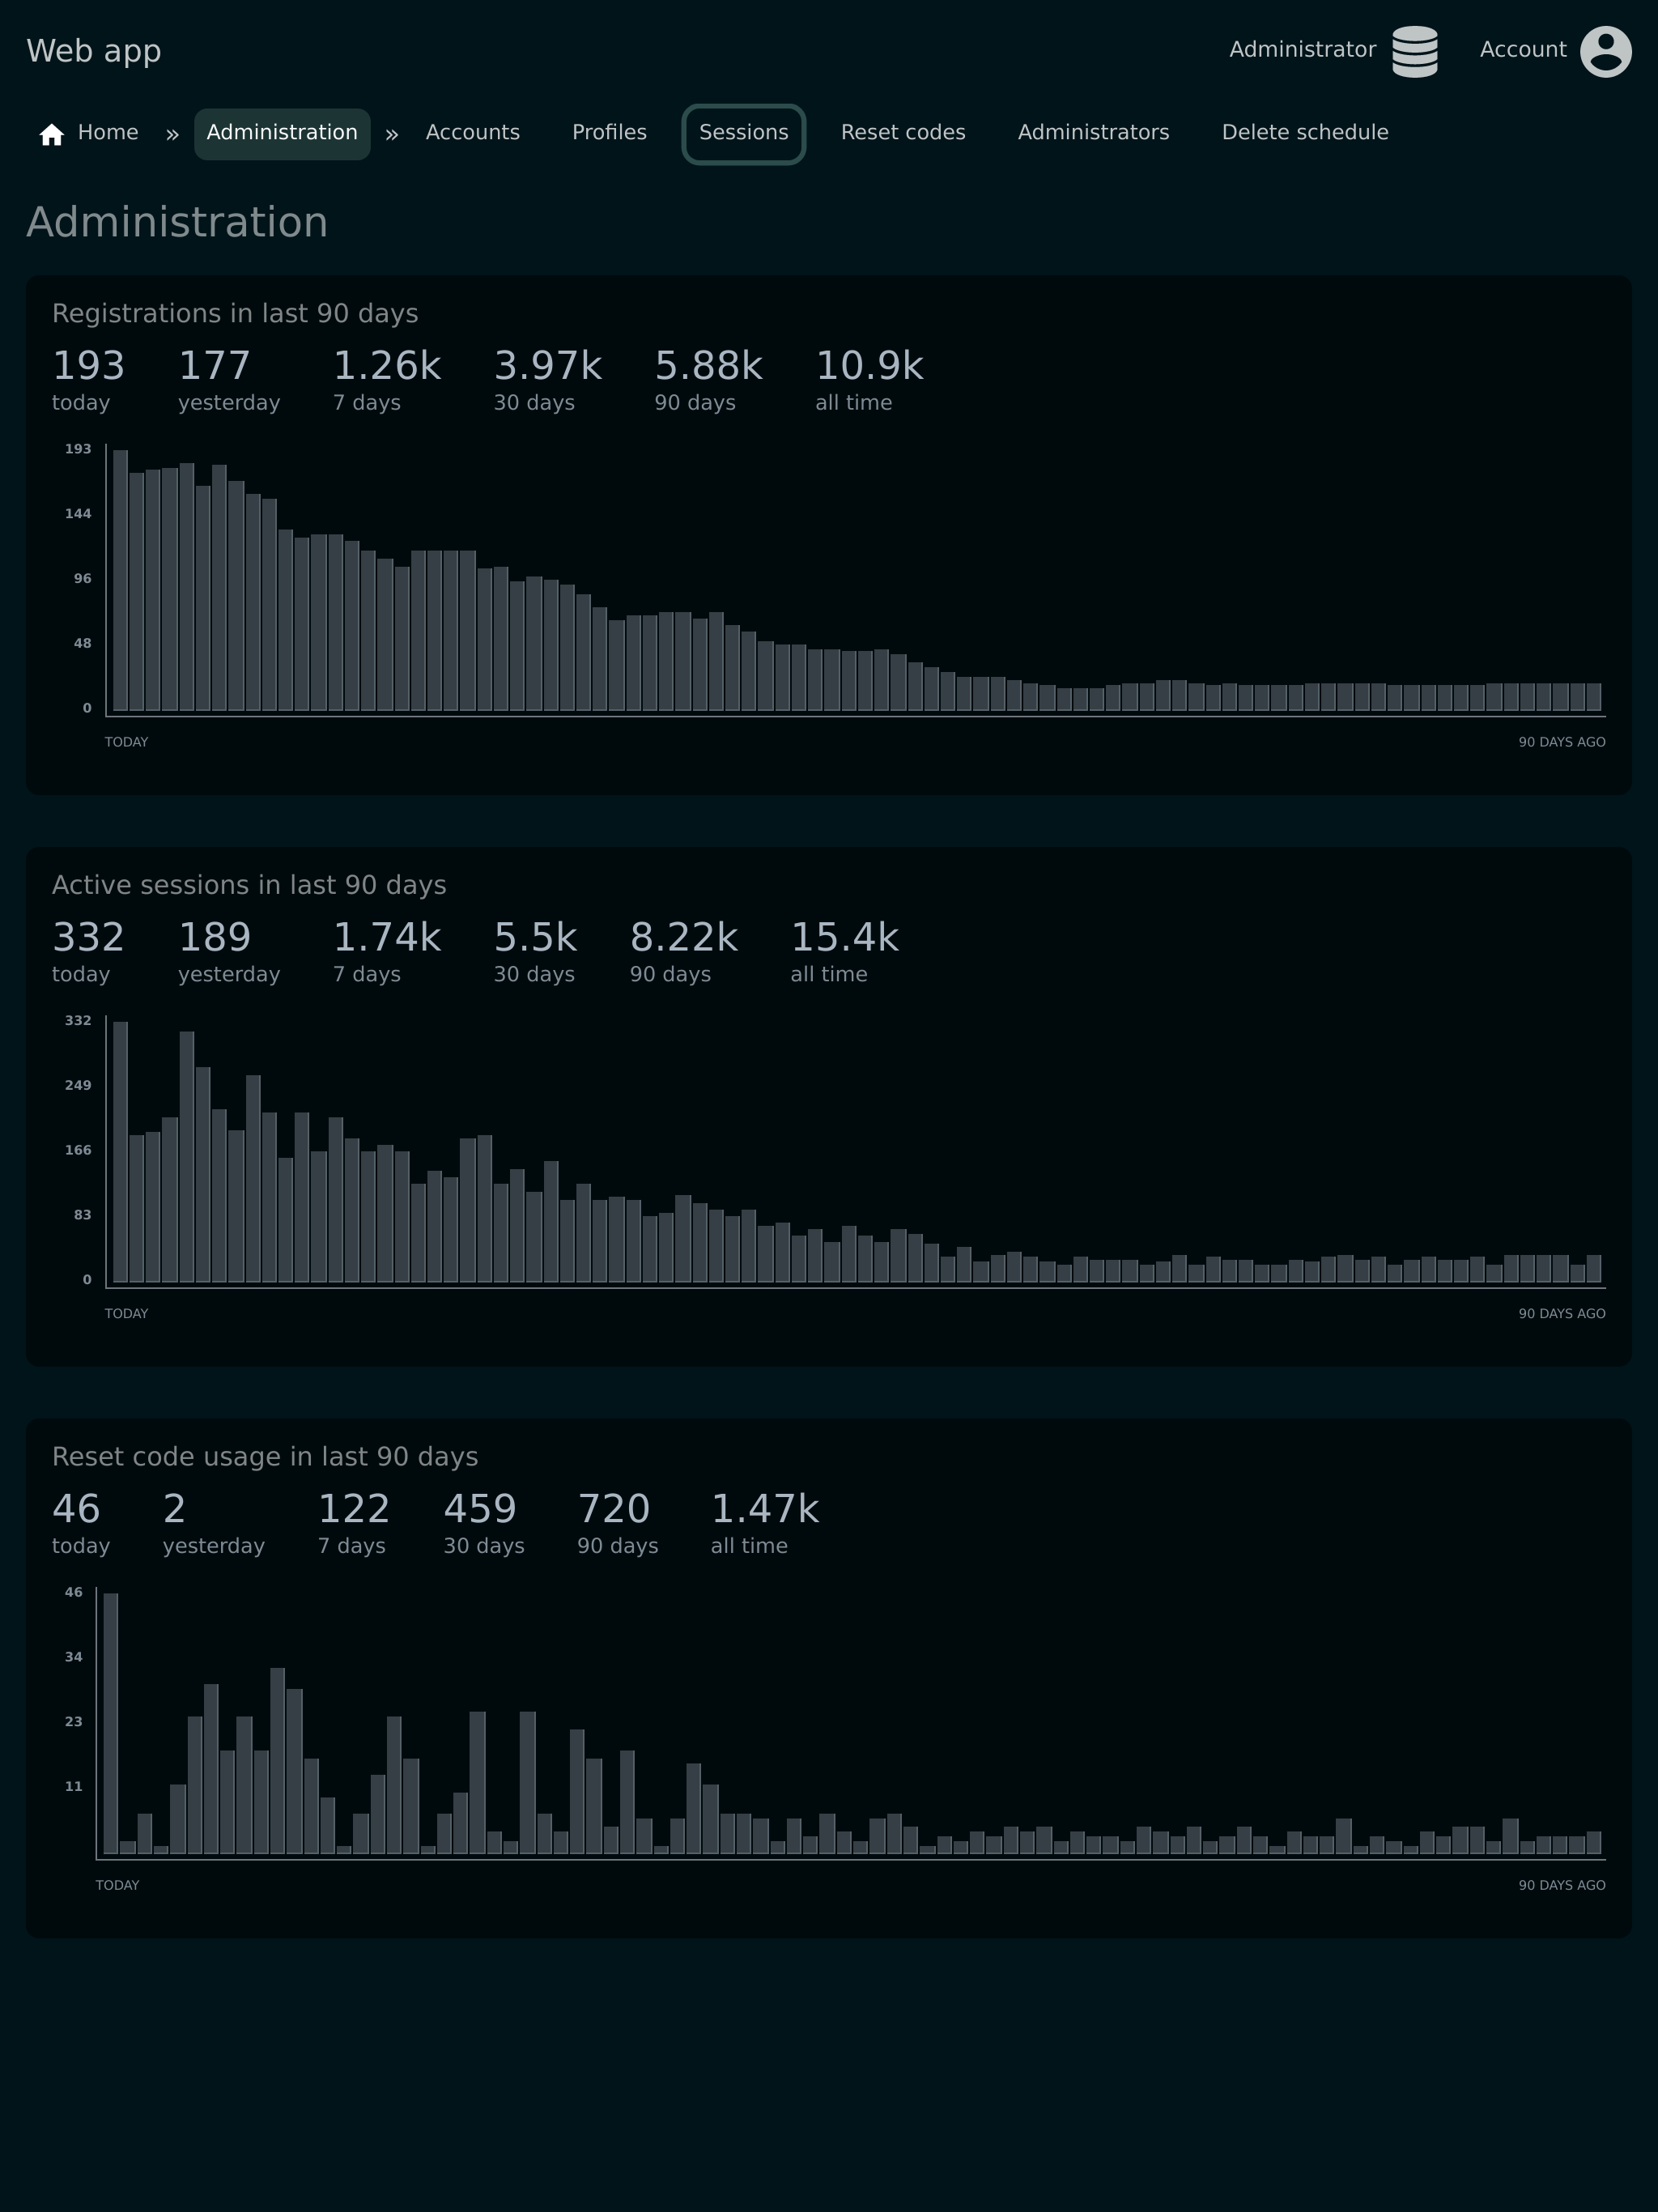 Web app
Administrator
Account
Home » Administration » Accounts Profiles Sessions Reset codes Administrators Delete schedule
Administration
Registrations in last 90 days
193 177 1.26k 3.97k 5.88k 10.9k
today yesterday 7 days 30 days 90 days all time
193
144
96
48
0
TODAY 90 DAYS AGO
Active sessions in last 90 days
332 189 1.74k 5.5k 8.22k 15.4k
today yesterday 7 days 30 days 90 days all time
332
249
166
83
0
TODAY 90 DAYS AGO
Reset code usage in last 90 days
46 2 122 459 720 1.47k
today yesterday 7 days 30 days 90 days all time
46
34
23
11
TODAY 90 DAYS AGO